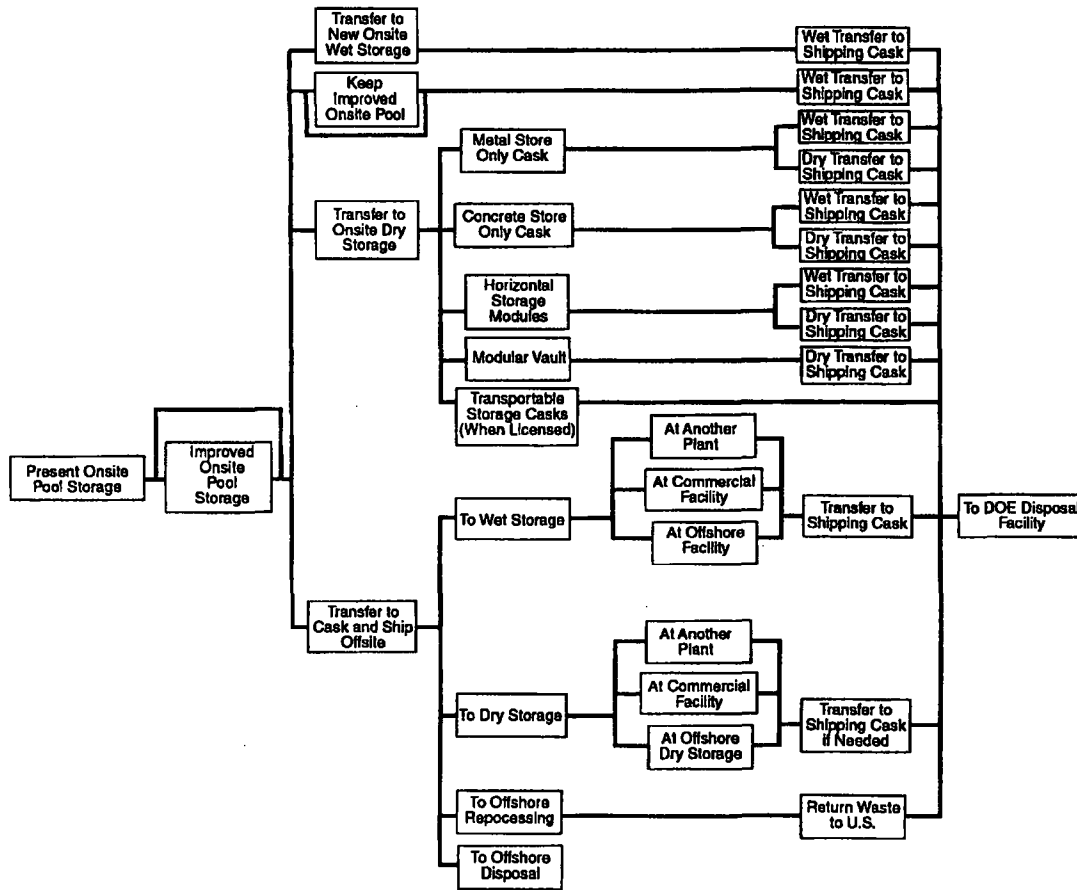 Transfer to
New Onsite
Wet Storage
Wet Transfer to
Shipping Cask
Keep
Improved
Onsite Pool
Wet Transfer to
Shipping Cask
Metal Store
Only Cask
Wet Transfer to
Shipping Cask
Dry Transfer to
Shipping Cask
Transfer to
Onsite Dry
Storage
Concrete Store
Only Cask
Wet Transfer to
Shipping Cask
Dry Transfer to
Shipping Cask
Horizontal
Storage
Modules
Wet Transfer to
Shipping Cask
Dry Transfer to
Shipping Cask
Modular Vault
Dry Transfer to
Shipping Cask
Transportable
Storage Casks
(When Licensed)
Present Onsite
Pool Storage
Improved
Onsite
Pool
Storage
To Wet Storage
At Another
Plant
At Commercial
Facility
At Offshore
Facility
Transfer to
Shipping Cask
To DOE Disposal
Facility
Transfer to
Cask and Ship
Offsite
To Dry Storage
At Another
Plant
At Commercial
Facility
At Offshore
Dry Storage
Transfer to
Shipping Cask
if Needed
To Offshore
Repocessing
Return Waste
to U.S.
To Offshore
Disposal